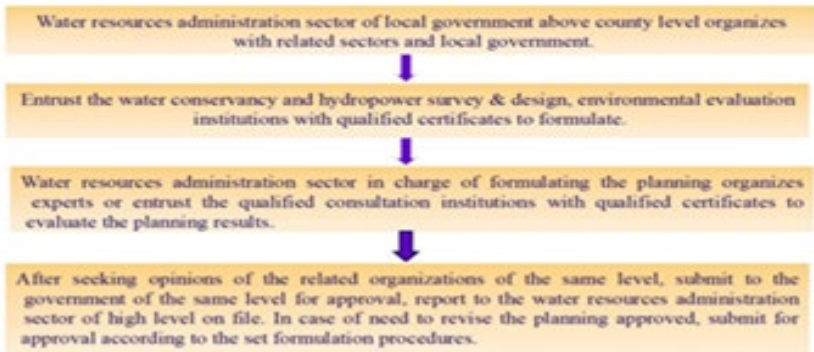 Water resources administration sector of local government above county level organizes
with related sectors and local government.
Entrust the water conservancy and hydropower survey & design, environmental evaluation
institutions with qualified certificates to formulate.
Water resources administration sector in charge of formulating the planning organizes
experts or entrust the qualified consultation institutions with qualified certificates to
evaluate the planning results.
After seeking opinions of the related organizations of the same level, submit to the
government of the same level for approval, report to the water resources administration
sector of high level on file. In case of need to revise the planning approved, submit for
approval according to the set formulation procedures.